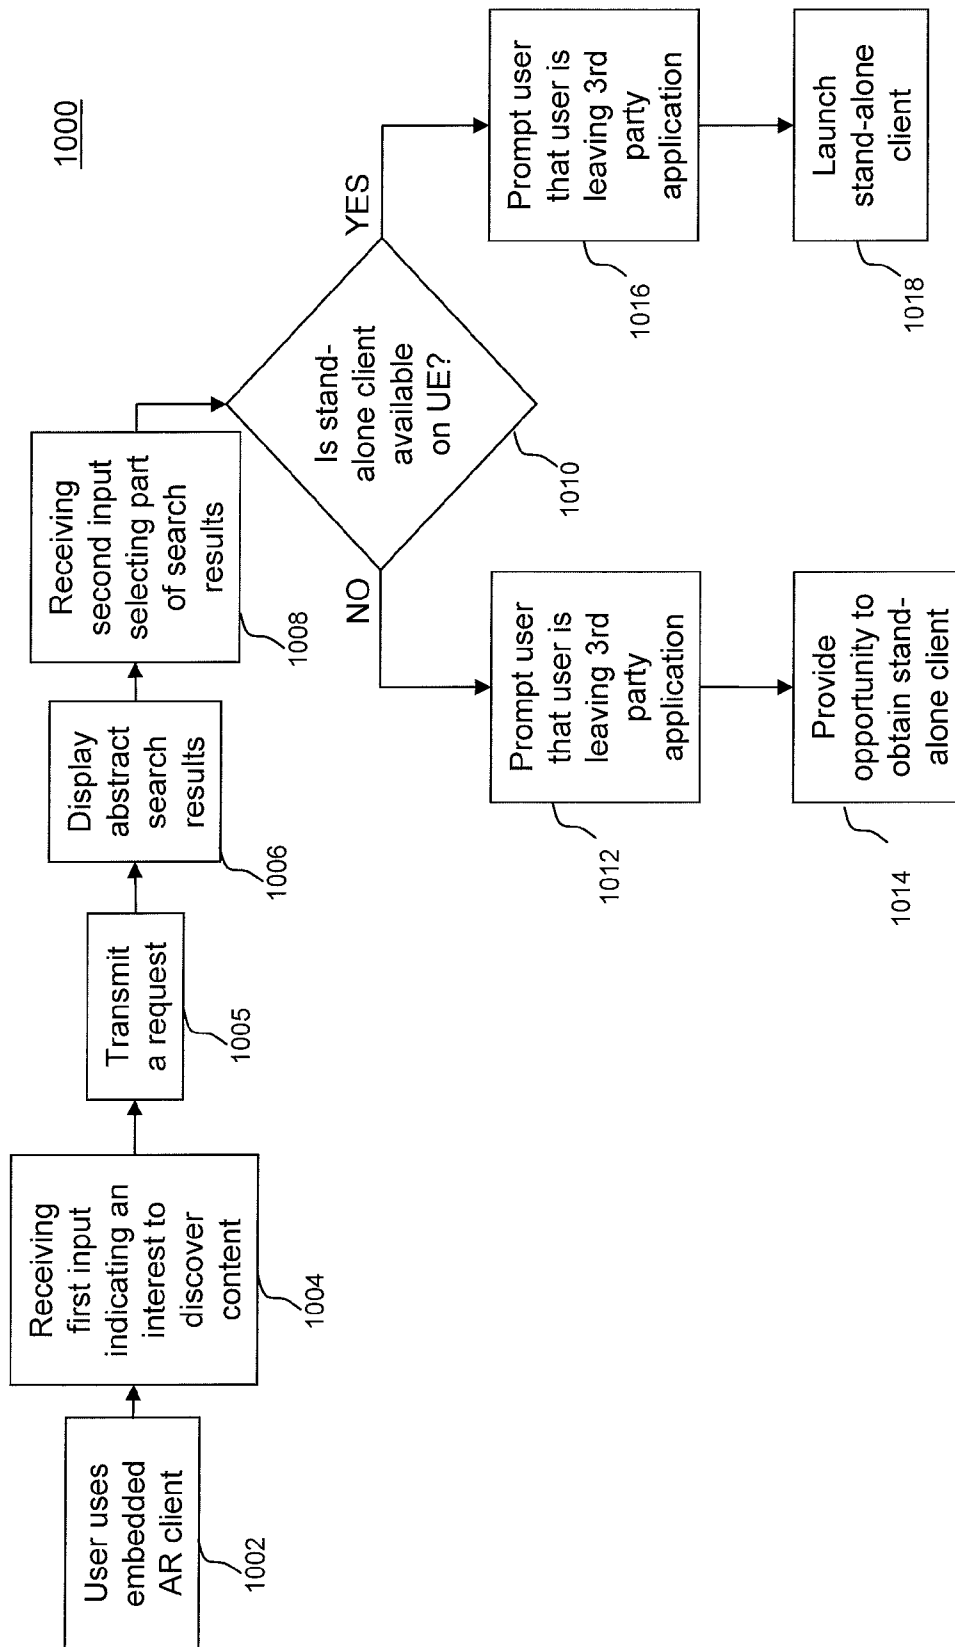 1000
User uses
embedded
AR client
1002
Receiving
first input
indicating an
interest to
discover
content
1004
Transmit
a request
1005
Display
abstract
search
results
1006
Receiving
second input
selecting part
of search
results
1008
Is stand-
alone client
available
on UE?
1010
NO
YES
Prompt user
that user is
leaving 3rd
party
application
1012
Provide
opportunity to
obtain stand-
alone client
1014
Prompt user
that user is
leaving 3rd
party
application
1016
Launch
stand-alone
client
1018